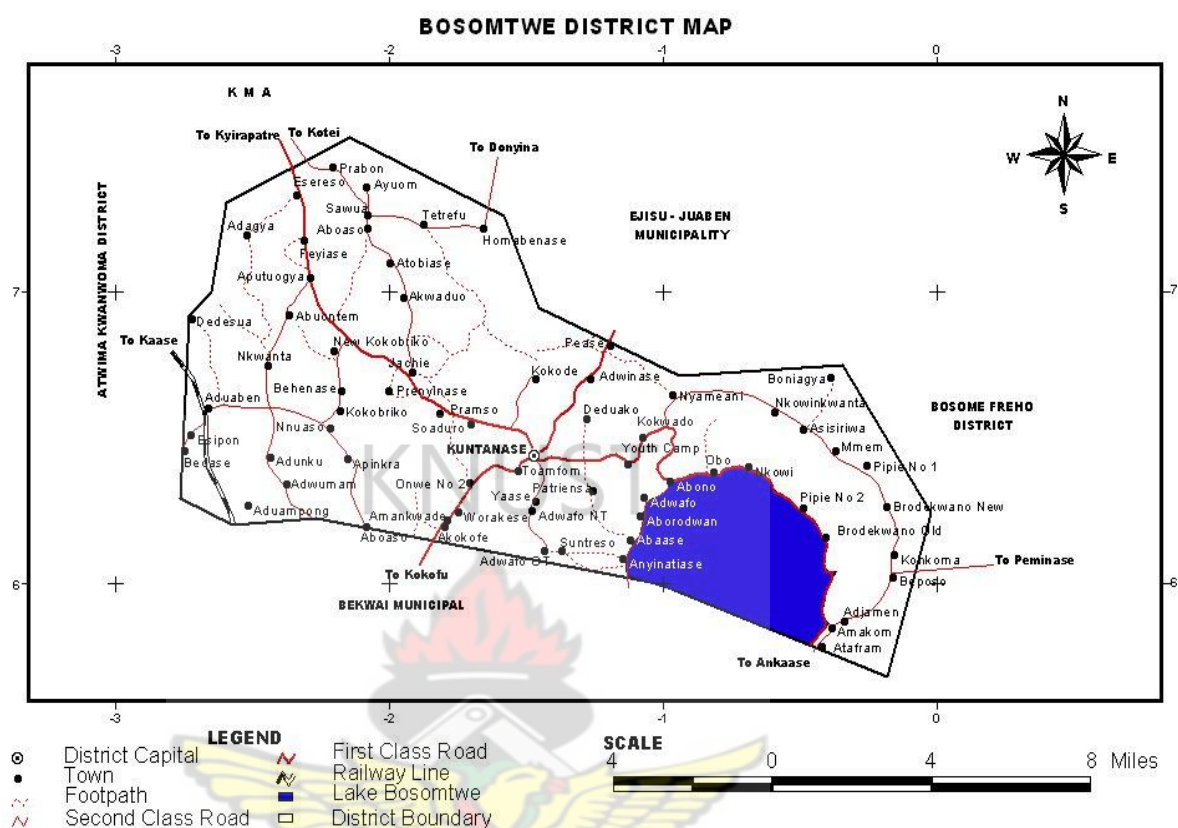 BOSOMTWE DISTRICT MAP
-3 -2 -1 0
K M A
To Kyirapatre
To Kotei
To Donyina
N
W E
S
Prabon
Esereso
Ayuom
Sawua
Tetrefu
Aboaso
Homabenase
EJISU - JUABEN
MUNICIPALITY
Adagya
Feyiase
ATWIMA KWANWOMA DISTRICT
Atobiase
Aputuogya
7 7
Akwaduo
Abuontem
Dedesua
To Kaase
New Kokobriko
Pease
Nkwanta
Jachie
Kokode
Adwinase
Boniagya
Behenase
Prenyinase
Nyameani
Nkowinkwanta
BOSOME FREHO
DISTRICT
Aduaben
Kokobriko
Pramso
Deduako
Asisiriwa
Nnuaso
Soaduro
Kokwado
Mmem
Esipon
KUNTANASE
Youth Camp
KNUST
Bedase
Adunku
Apinkra
Toamfom
Obo
Nkowi
Pipie No 1
Onwe No 2
Patriensa
Abono
Adwumam
Yaase
Adwafo
Pipie No 2
Aduampong
Amankwade
Worakese
Adwafo NT
Aborodwan
Brodekwano New
Aboaso
Akokofe
Suntreso
Abaase
Brodekwano Old
Adwafo OT
Anyinatiase
Konkoma
To Peminase
To Kokofu
6 6
Beposo
BEKWAI MUNICIPAL
Adjamen
Amakom
Atafram
To Ankaase
-3 -2 -1 0
LEGEND
District Capital
Town
Footpath
Second Class Road
First Class Road
Railway Line
Lake Bosomtwe
District Boundary
SCALE
4 0 4 8 Miles